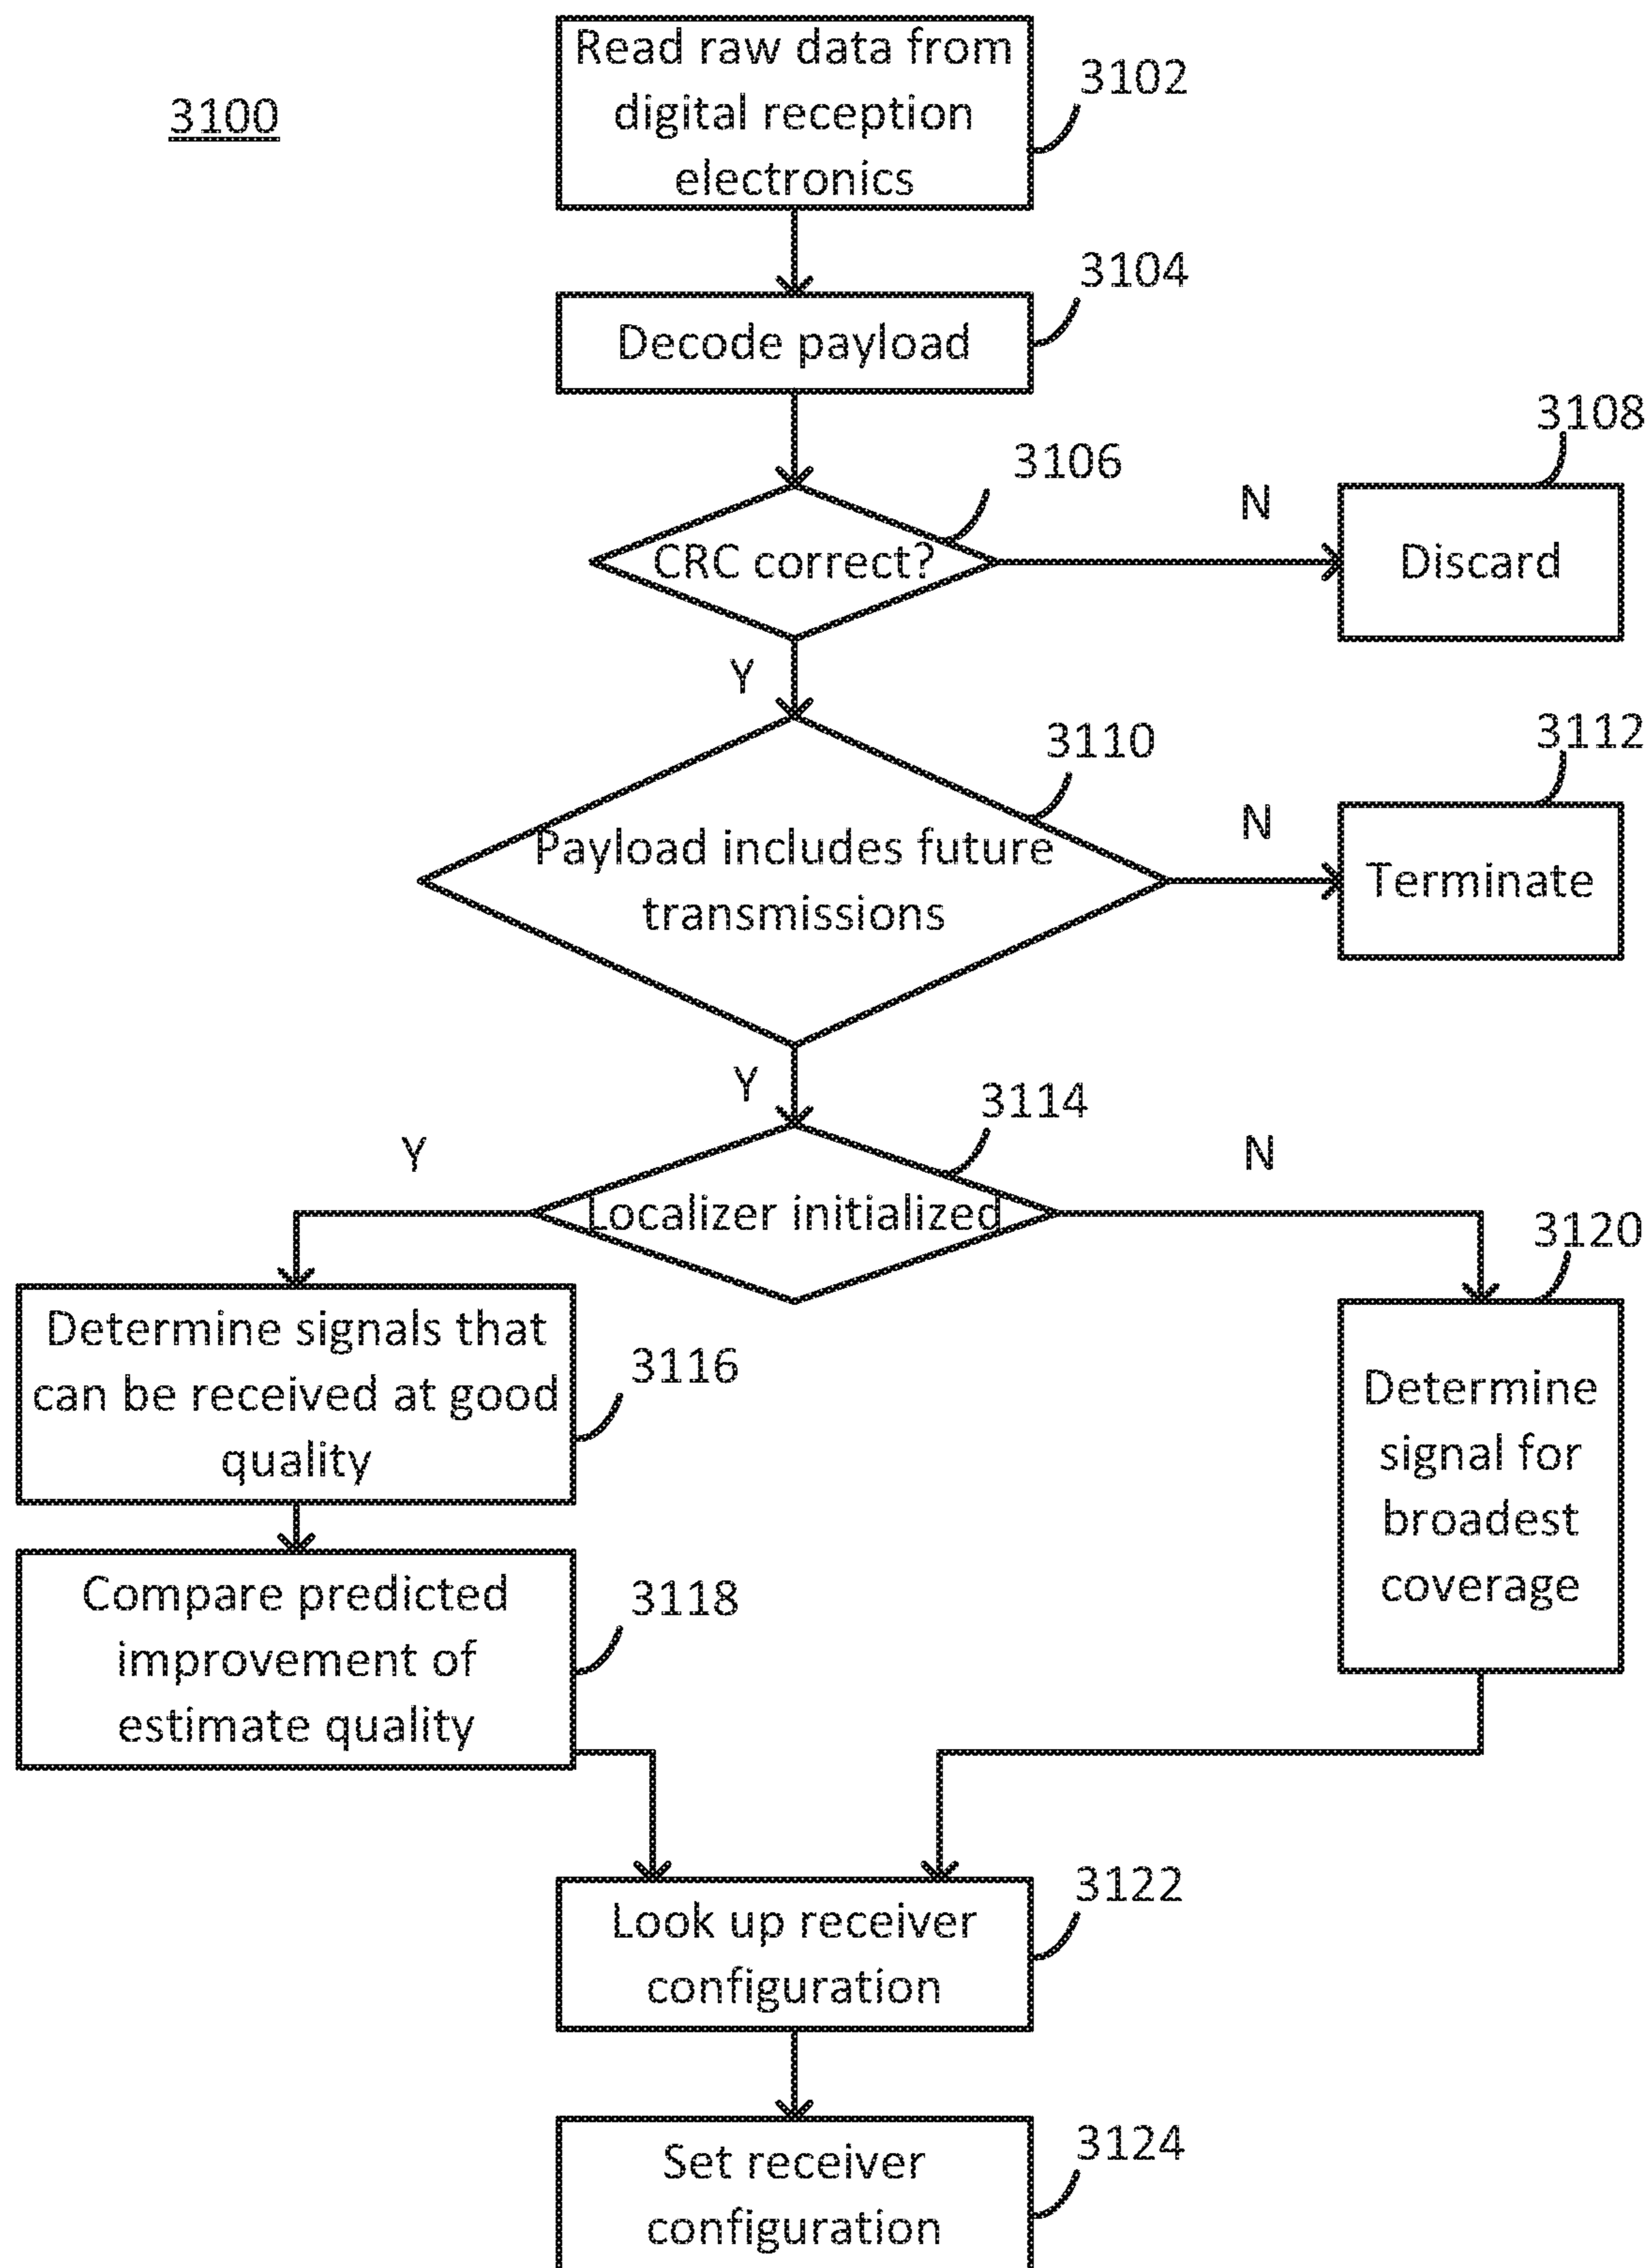 3100
Read raw data from
digital reception
electronics
3102
Decode payload
3104
CRC correct?
3106
N
Discard
3108
Y
Payload includes future
transmissions
3110
N
Terminate
3112
Y
Localizer initialized
3114
Y
N
Determine signals that
can be received at good
quality
3116
Compare predicted
improvement of
estimate quality
3118
Determine
signal for
broadest
coverage
3120
Look up receiver
configuration
3122
Set receiver
configuration
3124